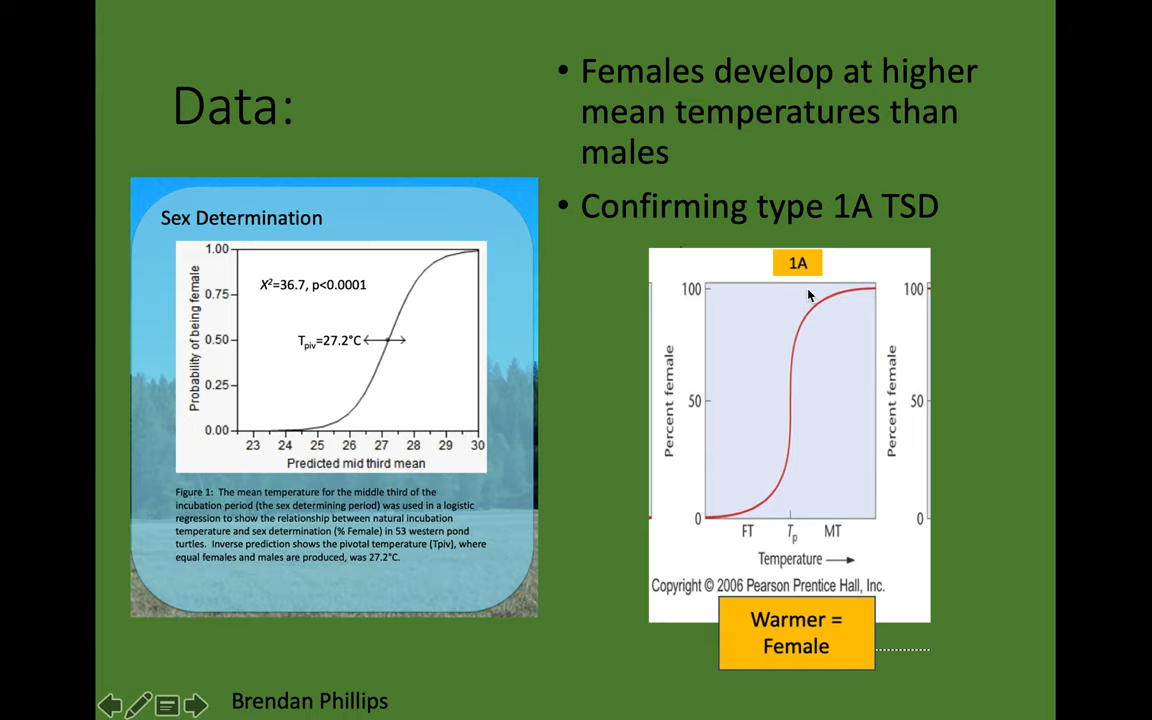 Data:
• Females develop at higher
mean temperatures than
males
• Confirming type 1A TSD
Sex Determination
1.00
0.75
0.50
0.25
0.00
Probability of being female
X²=36.7, p<0.0001
Tpiv=27.2°C
23 24 25 26 27 28 29 30
Predicted mid third mean
Figure 1: The mean temperature for the middle third of the
incubation period (the sex determining period) was used in a logistic
regression to show the relationship between natural incubation
temperature and sex determination (% Female) in 53 western pond
turtles. Inverse prediction shows the pivotal temperature (Tpiv), where
equal females and males are produced, was 27.2°C.
1A
100
50
0
Percent female
FT Tp MT
Temperature
100
50
0
Percent female
Copyright © 2006 Pearson Prentice Hall, Inc.
Warmer =
Female
Brendan Phillips